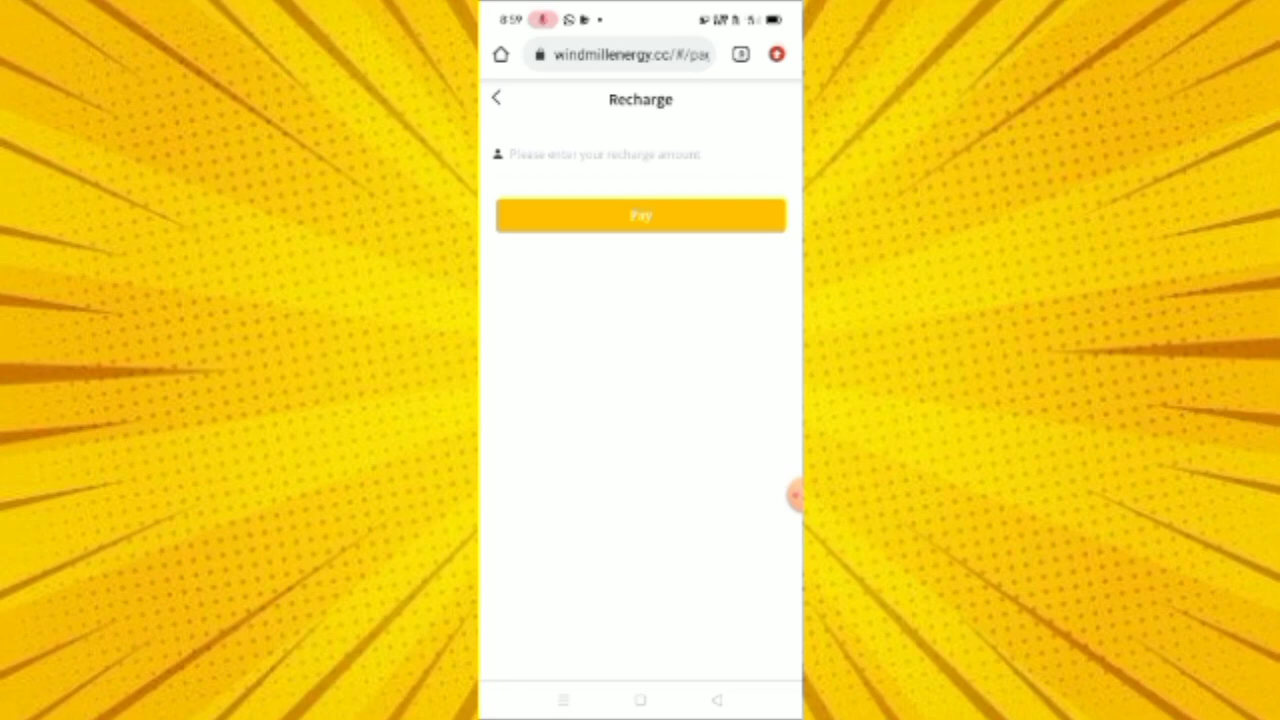 8:59
windmillenergy.cc/#/pa
Recharge
Please enter your recharge amount
Pay